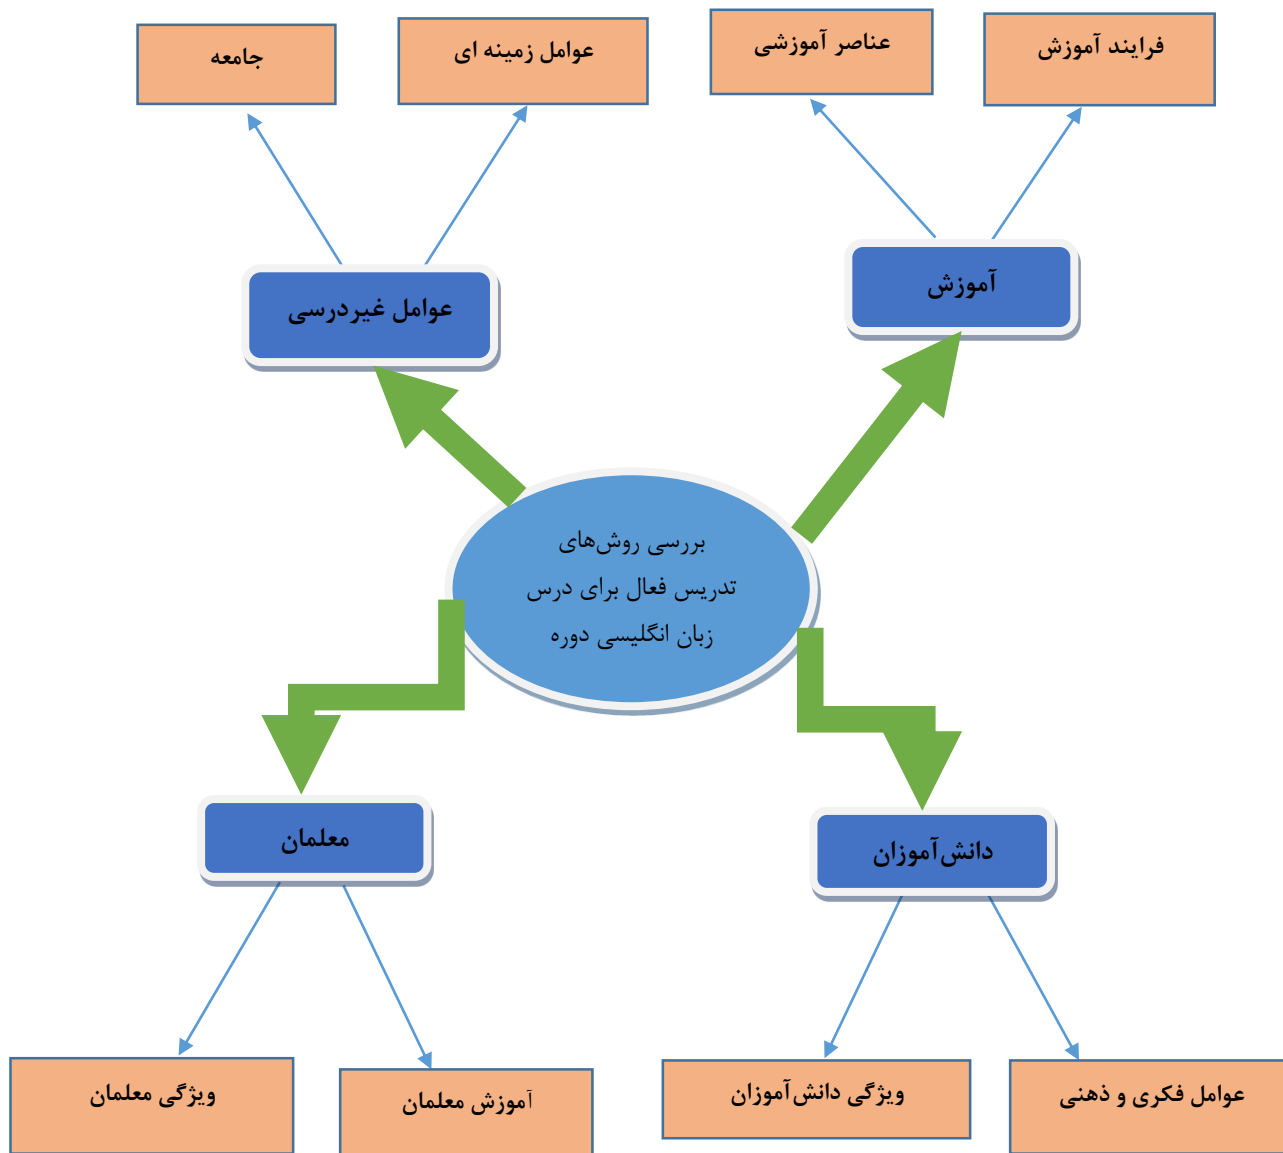 فرایند آموزش
عناصر آموزشی
عوامل زمینه ای
جامعه
آموزش
عوامل غیردرسی
بررسی روش‌های
تدریس فعال برای درس
زبان انگلیسی دوره
دانش‌آموزان
معلمان
عوامل فکری و ذهنی
ویژگی دانش‌آموزان
آموزش معلمان
ویژگی معلمان